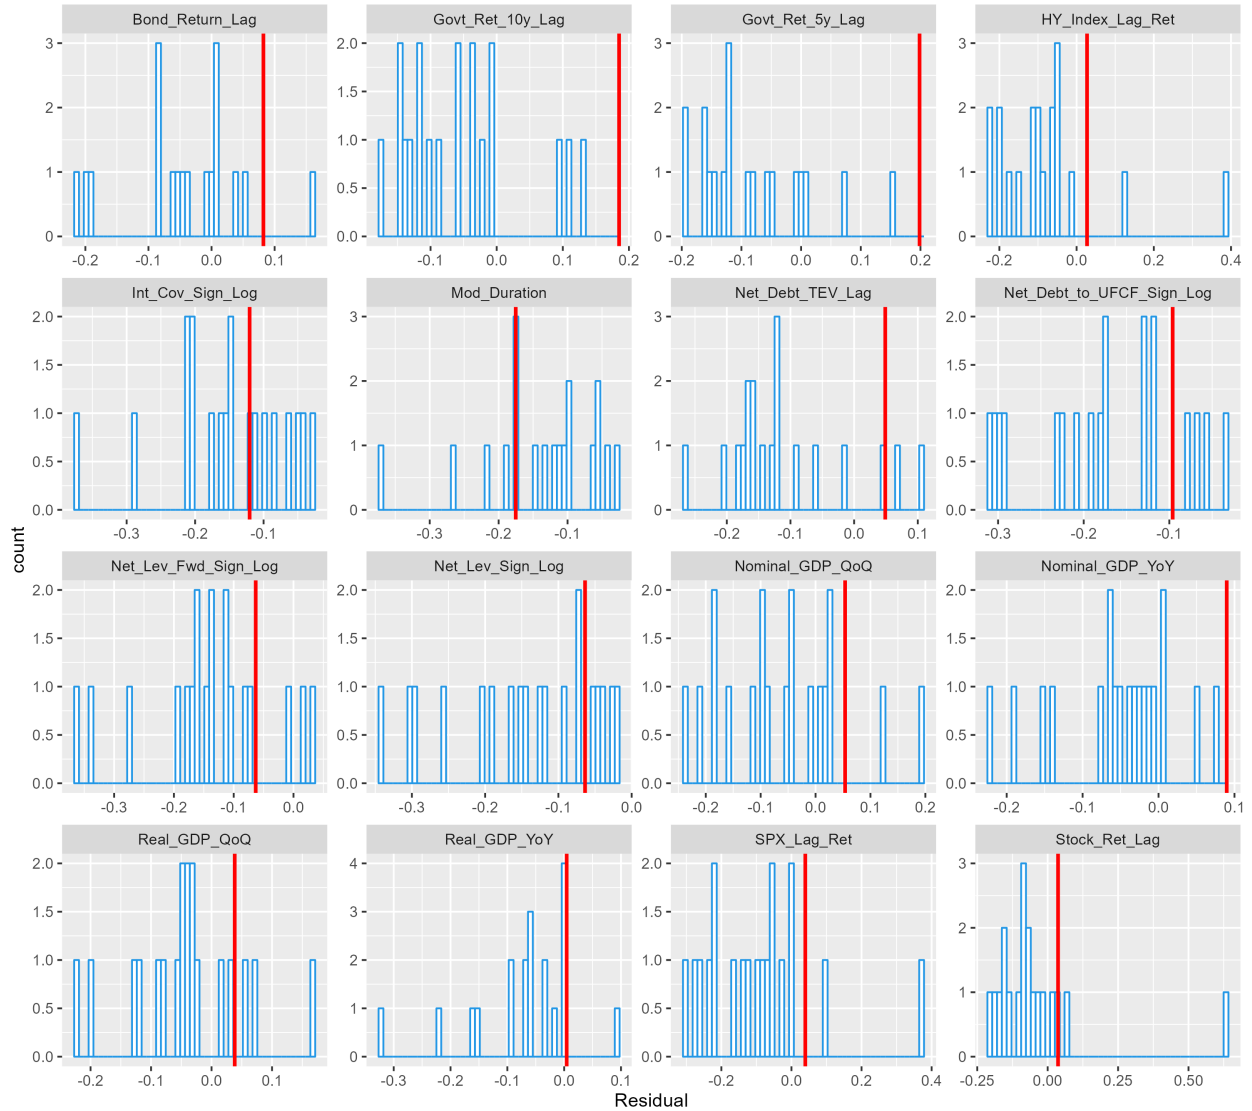 Bond_Return_Lag
Govt_Ret_10y_Lag
Govt_Ret_5y_Lag
HY_Index_Lag_Ret
3
2
1
0
2.0
1.5
1.0
0.5
0.0
3
2
1
0
3
2
1
0
-0.2 -0.1 0.0 0.1
-0.1 0.0 0.1 0.2
-0.2 -0.1 0.0 0.1 0.2
-0.2 0.0 0.2 0.4
Int_Cov_Sign_Log
Mod_Duration
Net_Debt_TEV_Lag
Net_Debt_to_UFCF_Sign_Log
2.0
1.5
1.0
0.5
0.0
3
2
1
0
3
2
1
0
2.0
1.5
1.0
0.5
0.0
-0.3 -0.2 -0.1
-0.3 -0.2 -0.1
-0.2 -0.1 0.0 0.1
-0.3 -0.2 -0.1
count
Net_Lev_Fwd_Sign_Log
Net_Lev_Sign_Log
Nominal_GDP_QoQ
Nominal_GDP_YoY
2.0
1.5
1.0
0.5
0.0
2.0
1.5
1.0
0.5
0.0
2.0
1.5
1.0
0.5
0.0
2.0
1.5
1.0
0.5
0.0
-0.3 -0.2 -0.1 0.0
-0.3 -0.2 -0.1 0.0
-0.2 -0.1 0.0 0.1 0.2
-0.2 -0.1 0.0 0.1
Real_GDP_QoQ
Real_GDP_YoY
SPX_Lag_Ret
Stock_Ret_Lag
2.0
1.5
1.0
0.5
0.0
4
3
2
1
0
2.0
1.5
1.0
0.5
0.0
3
2
1
0
-0.2 -0.1 0.0 0.1
-0.3 -0.2 -0.1 0.0 0.1
-0.2 0.0 0.2 0.4
-0.25 0.00 0.25 0.50
Residual